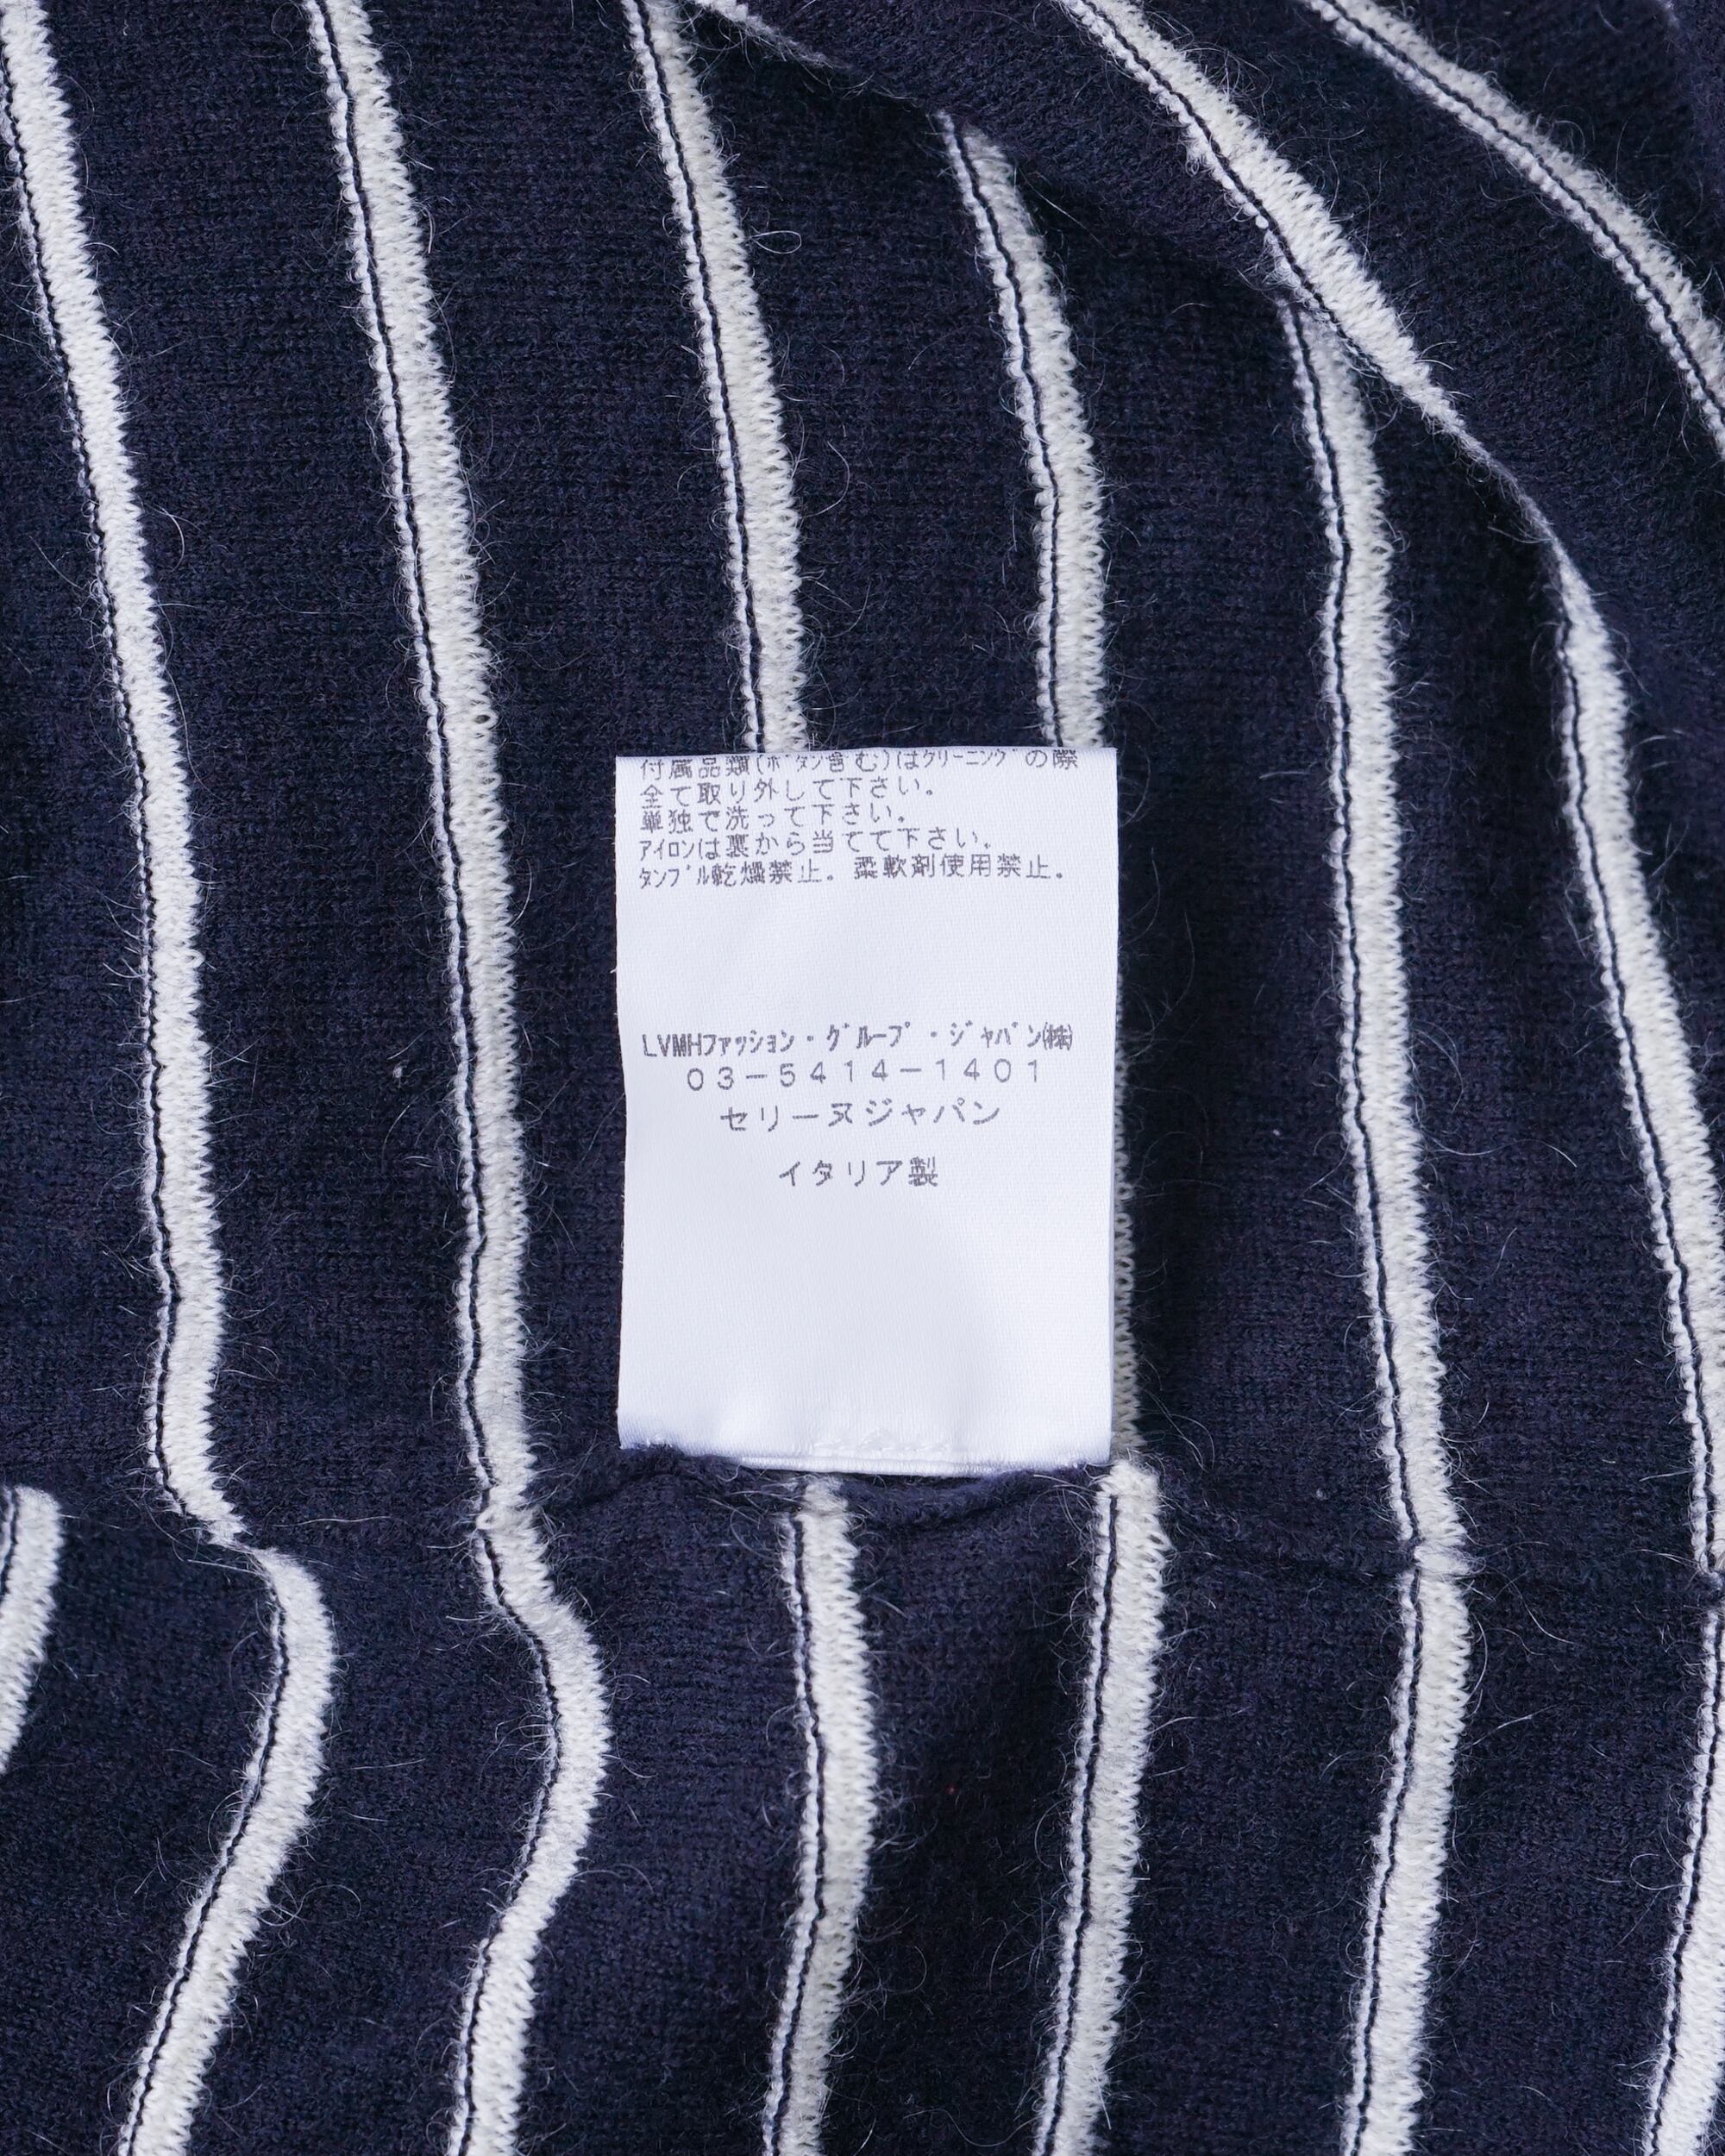 付属品類(ﾎﾞﾀﾝ含む)はｸﾘｰﾆﾝｸﾞの際
全て取り外して下さい。
単独で洗って下さい。
ｱｲﾛﾝは裏から当てて下さい。
ﾀﾝﾌﾞﾙ乾燥禁止。柔軟剤使用禁止。
LVMHﾌｧｯｼｮﾝ・ｸﾞﾙｰﾌﾟ・ｼﾞｬﾊﾟﾝ㈱
０３－５４１４－１４０１
セリーヌジャパン
イタリア製